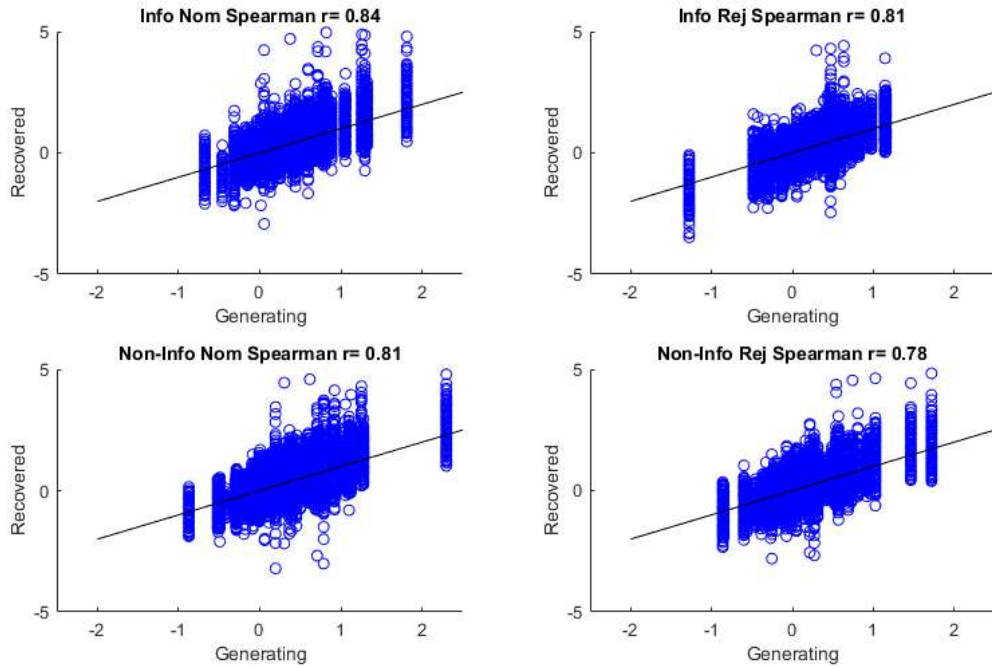 Info Nom Spearman r= 0.84
5
0
-5
Recovered
-2 -1 0 1 2
Generating
Info Rej Spearman r= 0.81
5
0
-5
Recovered
-2 -1 0 1 2
Generating
Non-Info Nom Spearman r= 0.81
5
0
-5
Recovered
-2 -1 0 1 2
Generating
Non-Info Rej Spearman r= 0.78
5
0
-5
Recovered
-2 -1 0 1 2
Generating